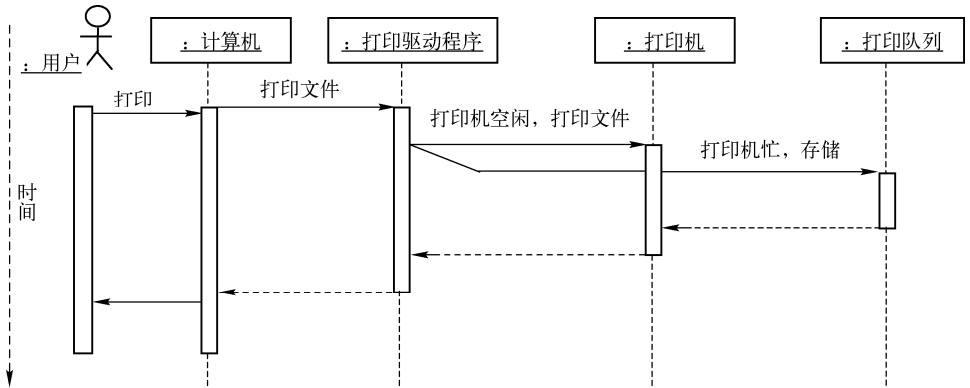 ：用户
：计算机
：打印驱动程序
：打印机
：打印队列
打印
打印文件
打印机空闲，打印文件
打印机忙，存储
时
间